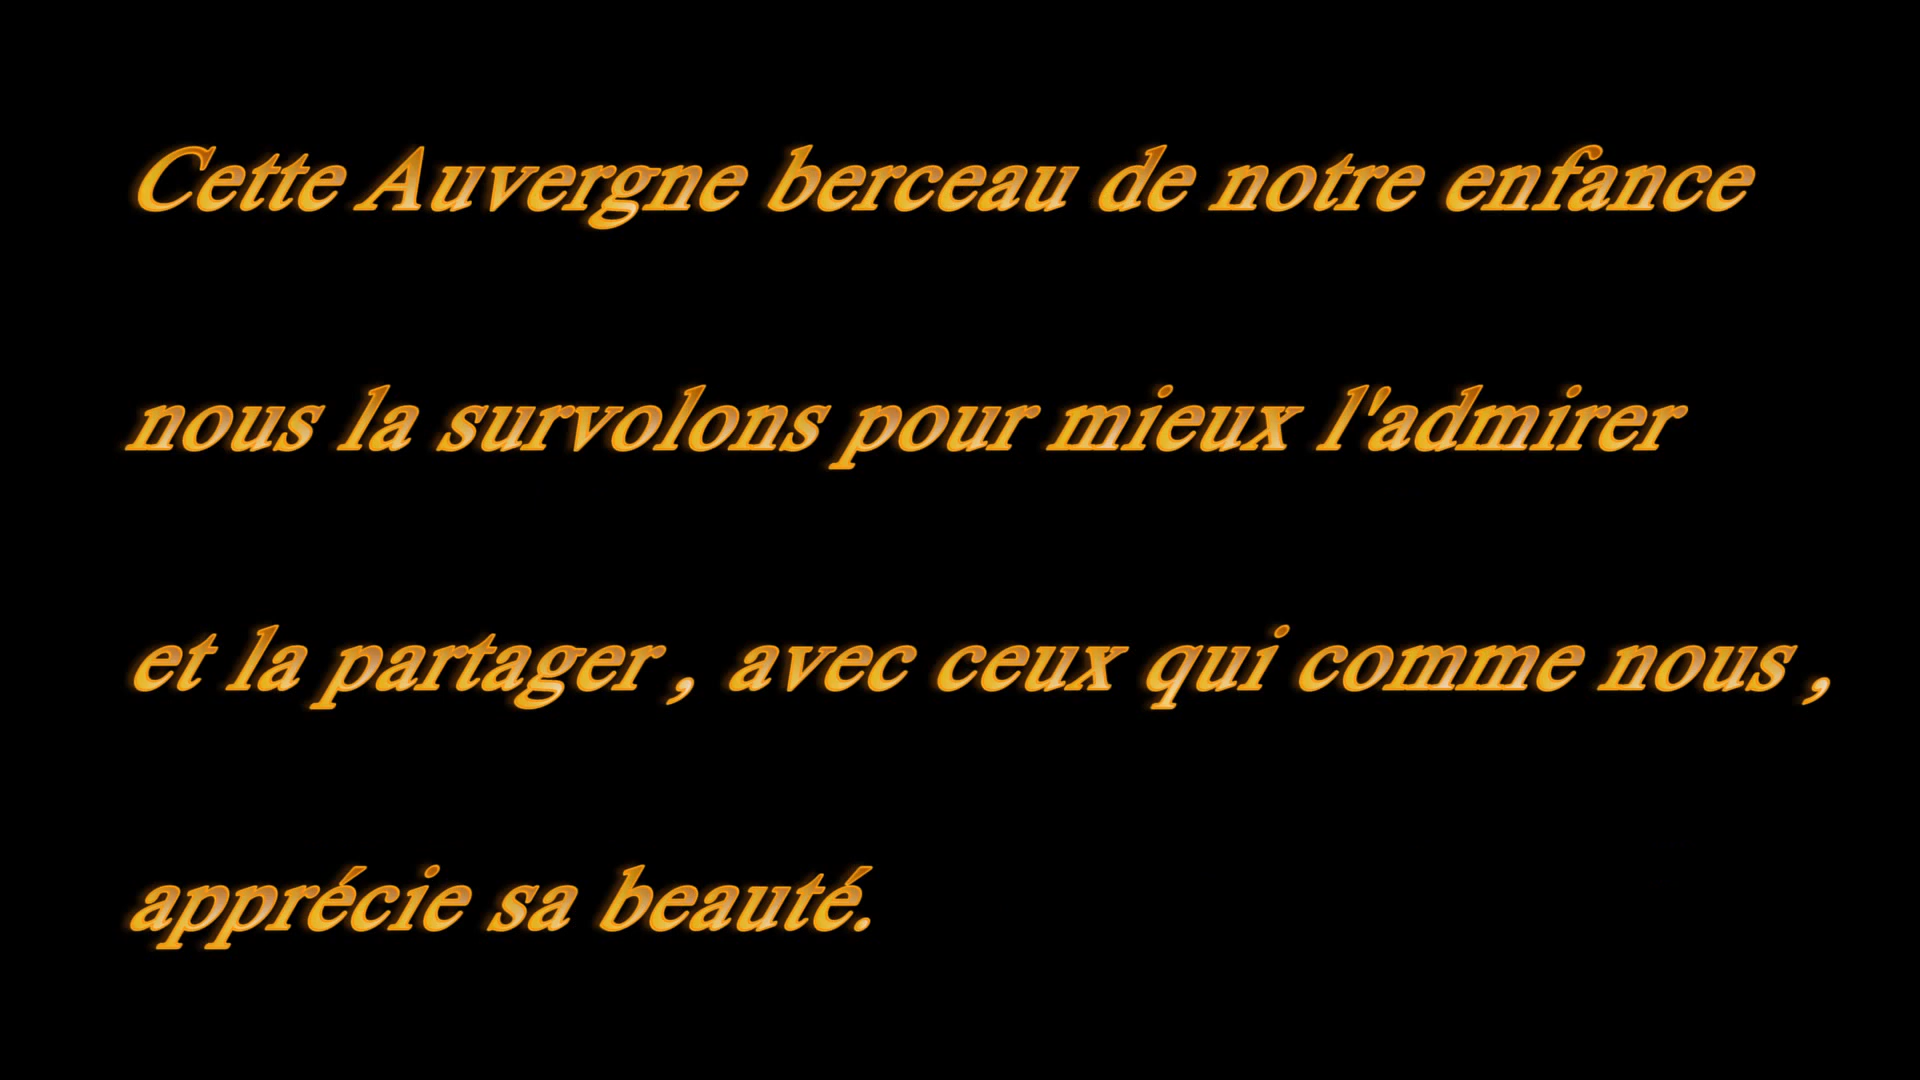 Cette Auvergne berceau de notre enfance
nous la survolons pour mieux l'admirer
et la partager , avec ceux qui comme nous ,
apprécie sa beauté.